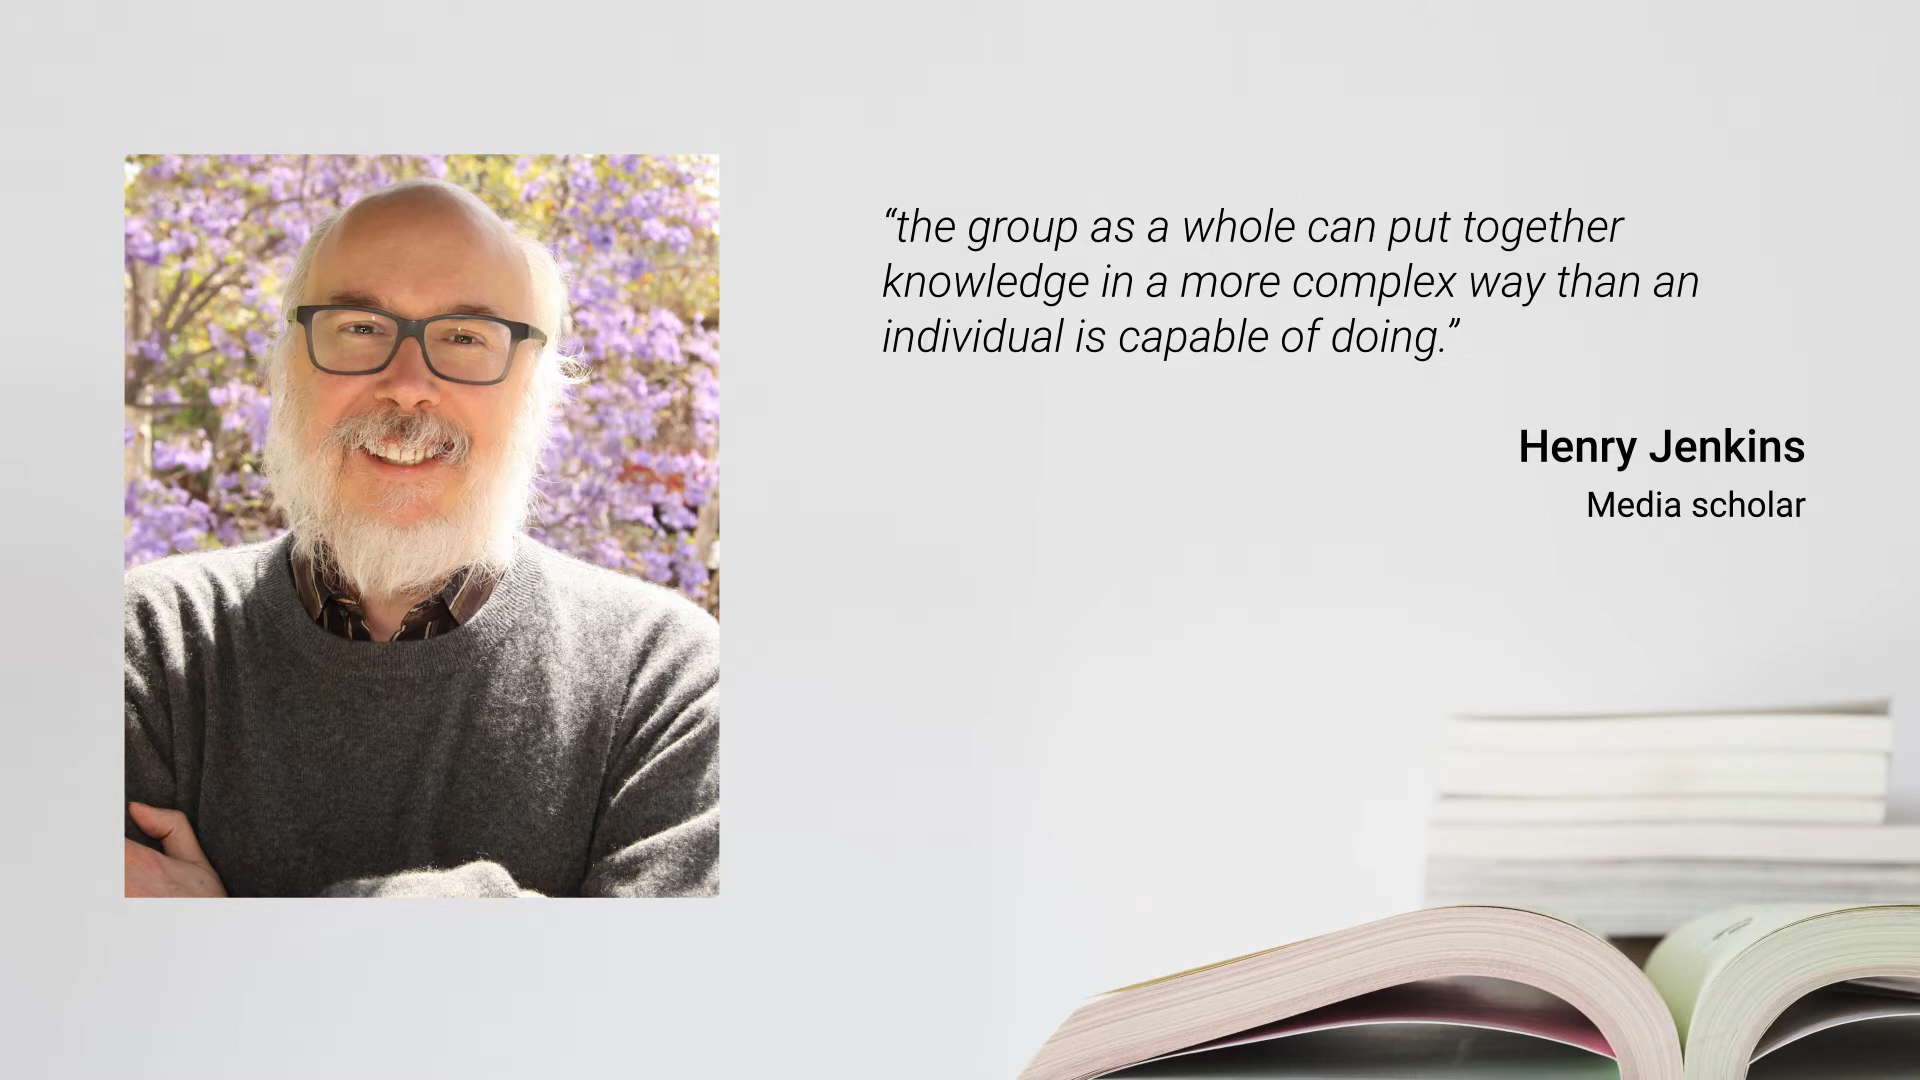 “the group as a whole can put together
knowledge in a more complex way than an
individual is capable of doing.”
Henry Jenkins
Media scholar